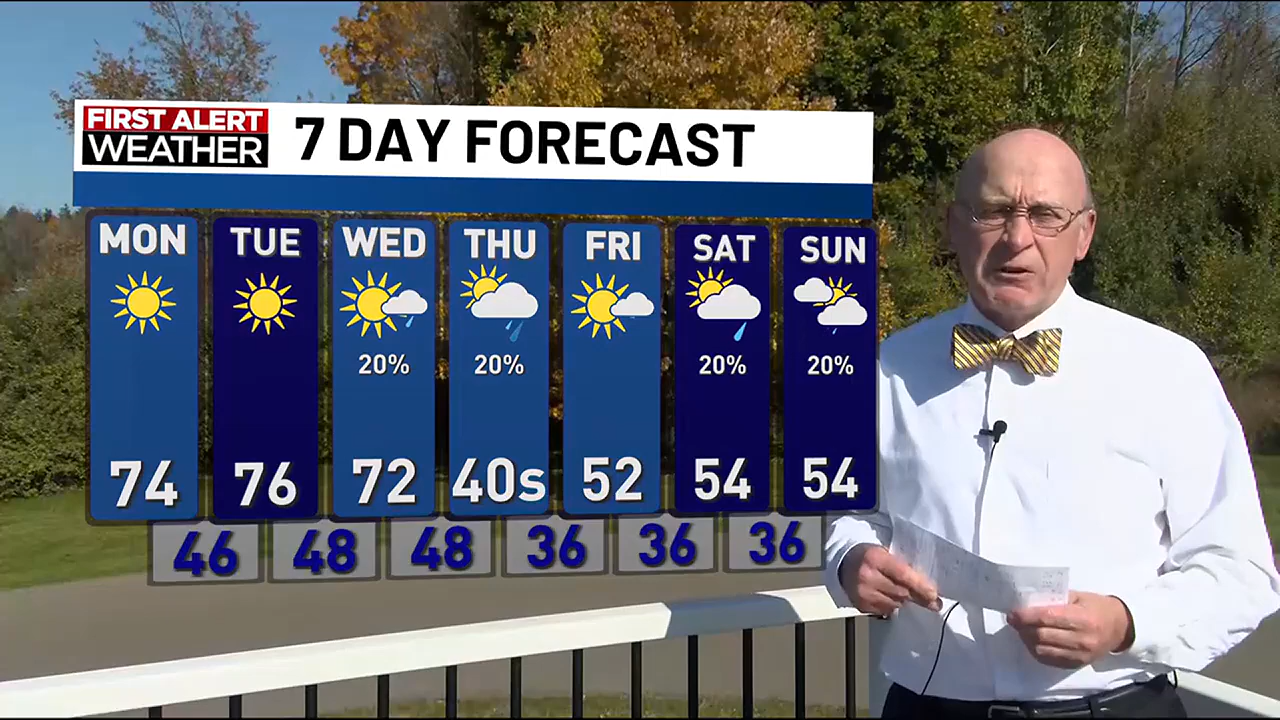 FIRST ALERT
WEATHER
7 DAY FORECAST
MON TUE WED THU FRI SAT SUN
20% 20% 20% 20%
74 76 72 40s 52 54 54
46 48 48 36 36 36